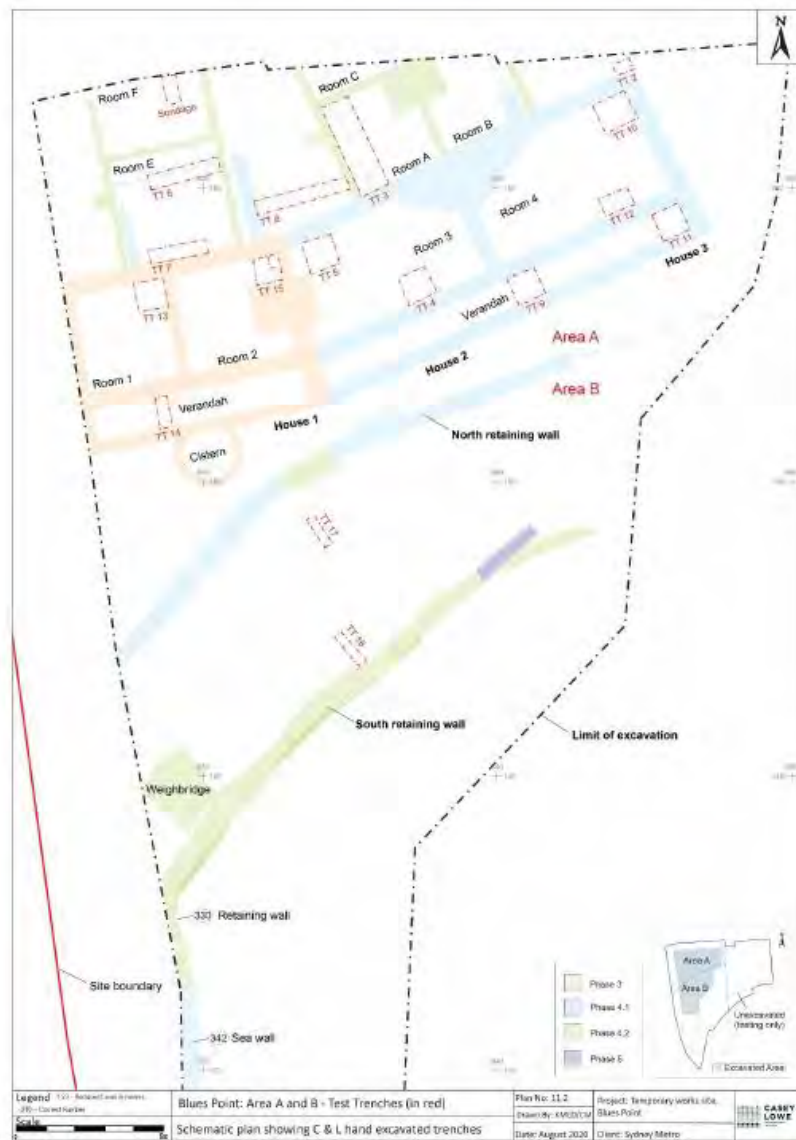 N
Room F
Sondage
Room C
Room B
Room E
Room A
TT 10
TT 3
TT 6
Room 4
TT 12
TT 11
TT 7
Room 3
House 3
TT 13
TT 15
TT 5
TT 4
Verandah
TT 9
Room 1
Room 2
House 2
Area A
Area B
Verandah
TT 14
House 1
North retaining wall
Cistern
TT 17
TT 16
South retaining wall
Limit of excavation
Weighbridge
Retaining wall
Site boundary
342 Sea wall
Area A
Area B
Unexcavated
(testing only)
Excavated Area
Phase 3
Phase 4.1
Phase 4.2
Phase 5
Legend
Scale
Blues Point: Area A and B - Test Trenches (in red)
Schematic plan showing C & L hand excavated trenches
Plan No: 11.2
Date: August 2020
Project: Temporary works site,
Blues Point
Client: Sydney Metro
CASEY
LOWE